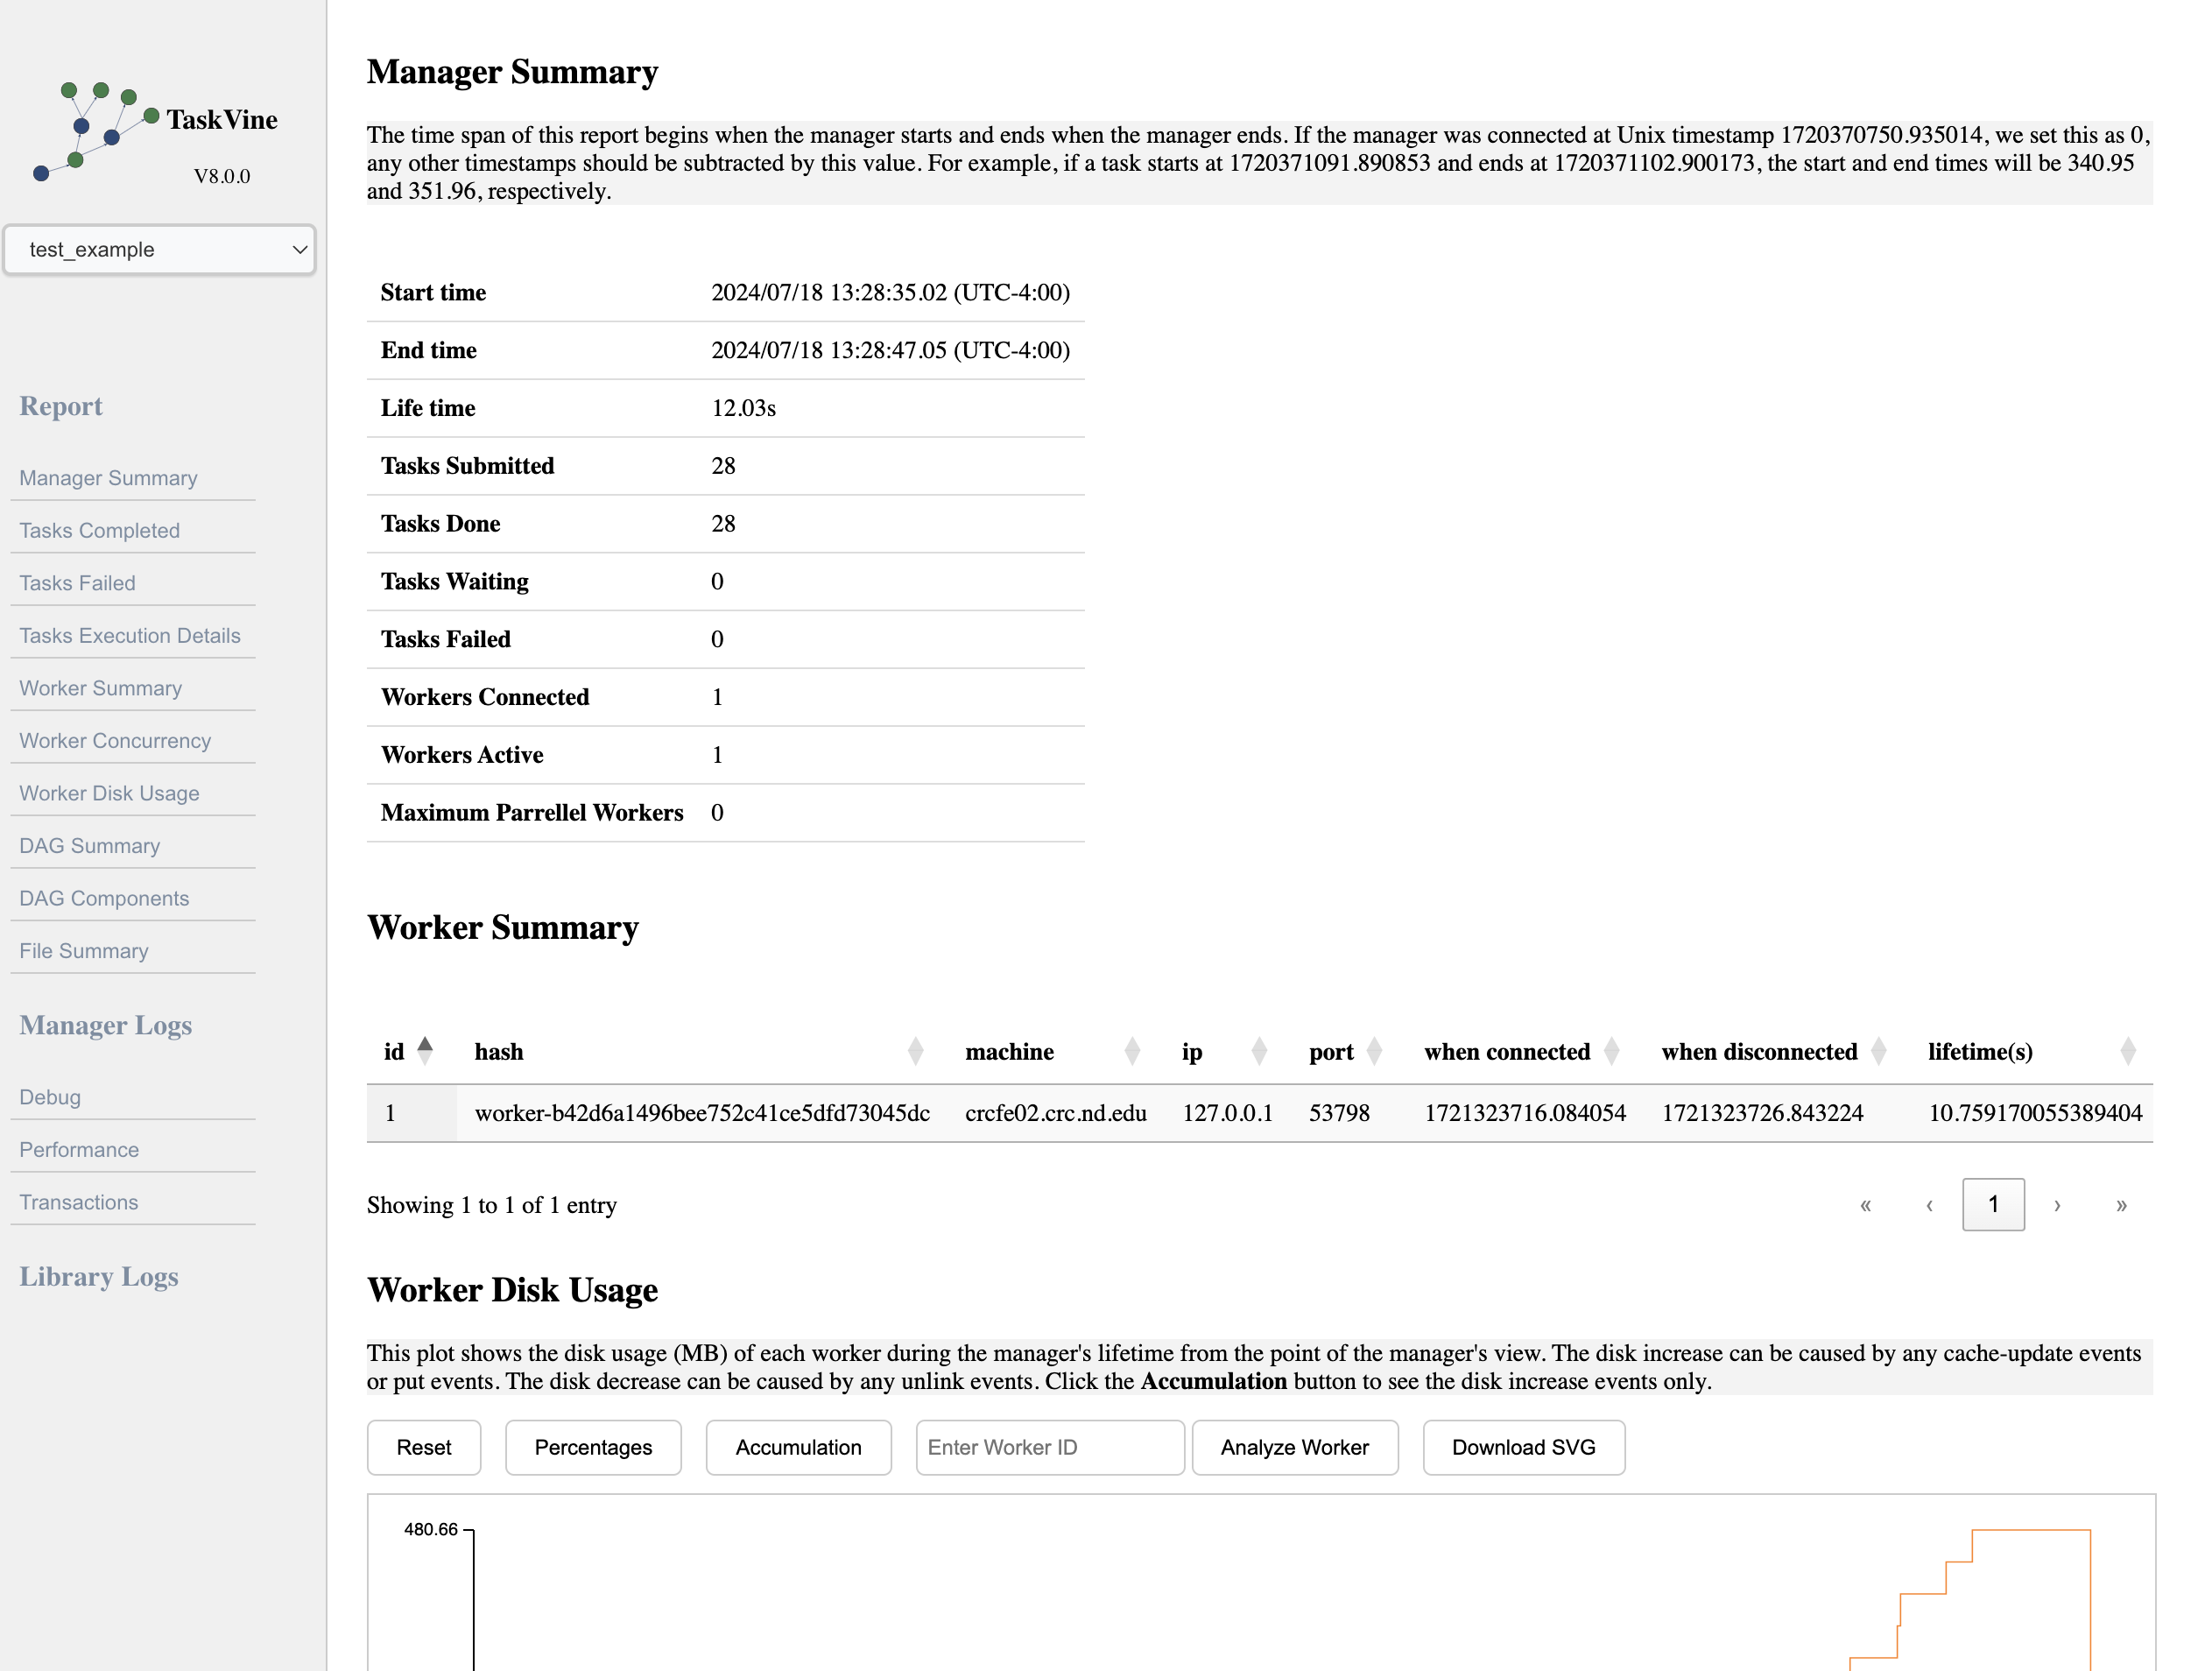 TaskVine
V8.0.0
test_example
Report
Manager Summary
Tasks Completed
Tasks Failed
Tasks Execution Details
Worker Summary
Worker Concurrency
Worker Disk Usage
DAG Summary
DAG Components
File Summary
Manager Logs
Debug
Performance
Transactions
Library Logs
Manager Summary
The time span of this report begins when the manager starts and ends when the manager ends. If the manager was connected at Unix timestamp 1720370750.935014, we set this as 0,
any other timestamps should be subtracted by this value. For example, if a task starts at 1720371091.890853 and ends at 1720371102.900173, the start and end times will be 340.95
and 351.96, respectively.
Start time 2024/07/18 13:28:35.02 (UTC-4:00)
End time 2024/07/18 13:28:47.05 (UTC-4:00)
Life time 12.03s
Tasks Submitted 28
Tasks Done 28
Tasks Waiting 0
Tasks Failed 0
Workers Connected 1
Workers Active 1
Maximum Parrellel Workers 0
Worker Summary
id hash machine ip port when connected when disconnected lifetime(s)
1 worker-b42d6a1496bee752c41ce5dfd73045dc crcfe02.crc.nd.edu 127.0.0.1 53798 1721323716.084054 1721323726.843224 10.759170055389404
Showing 1 to 1 of 1 entry « ‹ 1 › »
Worker Disk Usage
This plot shows the disk usage (MB) of each worker during the manager's lifetime from the point of the manager's view. The disk increase can be caused by any cache-update events
or put events. The disk decrease can be caused by any unlink events. Click the Accumulation button to see the disk increase events only.
Reset Percentages Accumulation Enter Worker ID Analyze Worker Download SVG
480.66